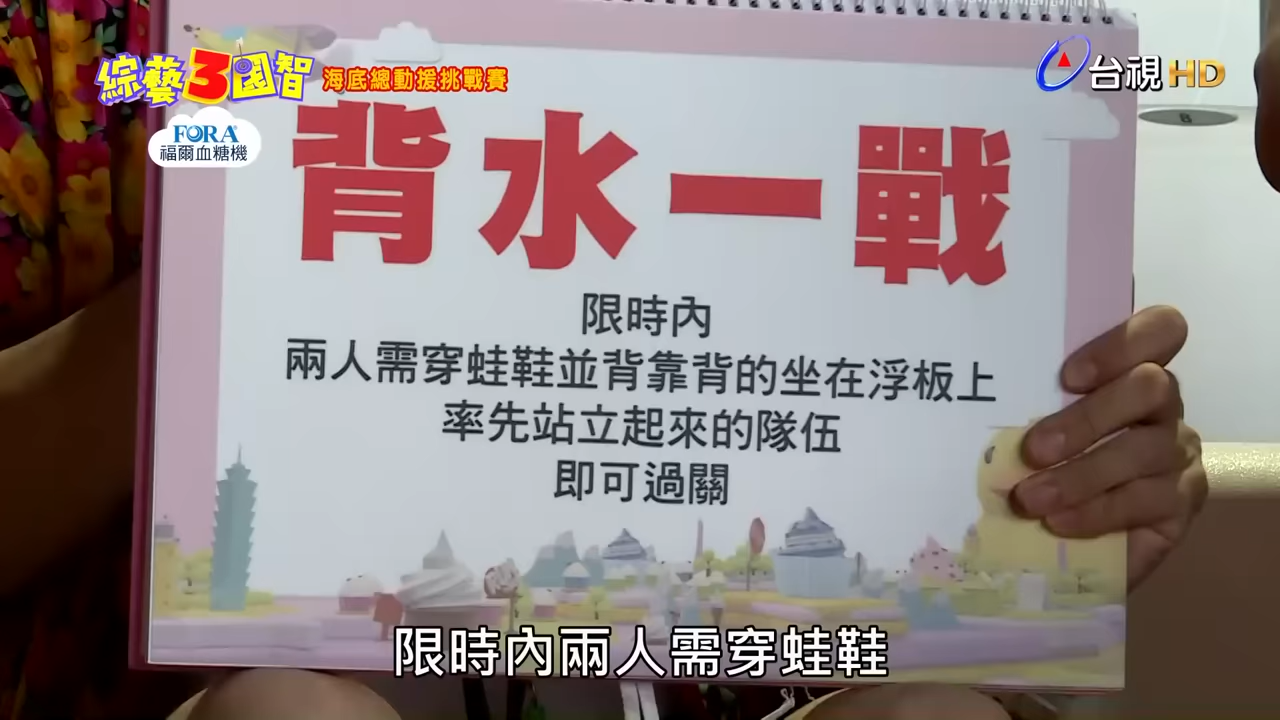 綜藝3國智 海底總動援挑戰賽
台視HD
FORA
福爾血糖機
8
背水一戰
限時內
兩人需穿蛙鞋並背靠背的坐在浮板上
率先站立起來的隊伍
即可過關
限時內兩人需穿蛙鞋